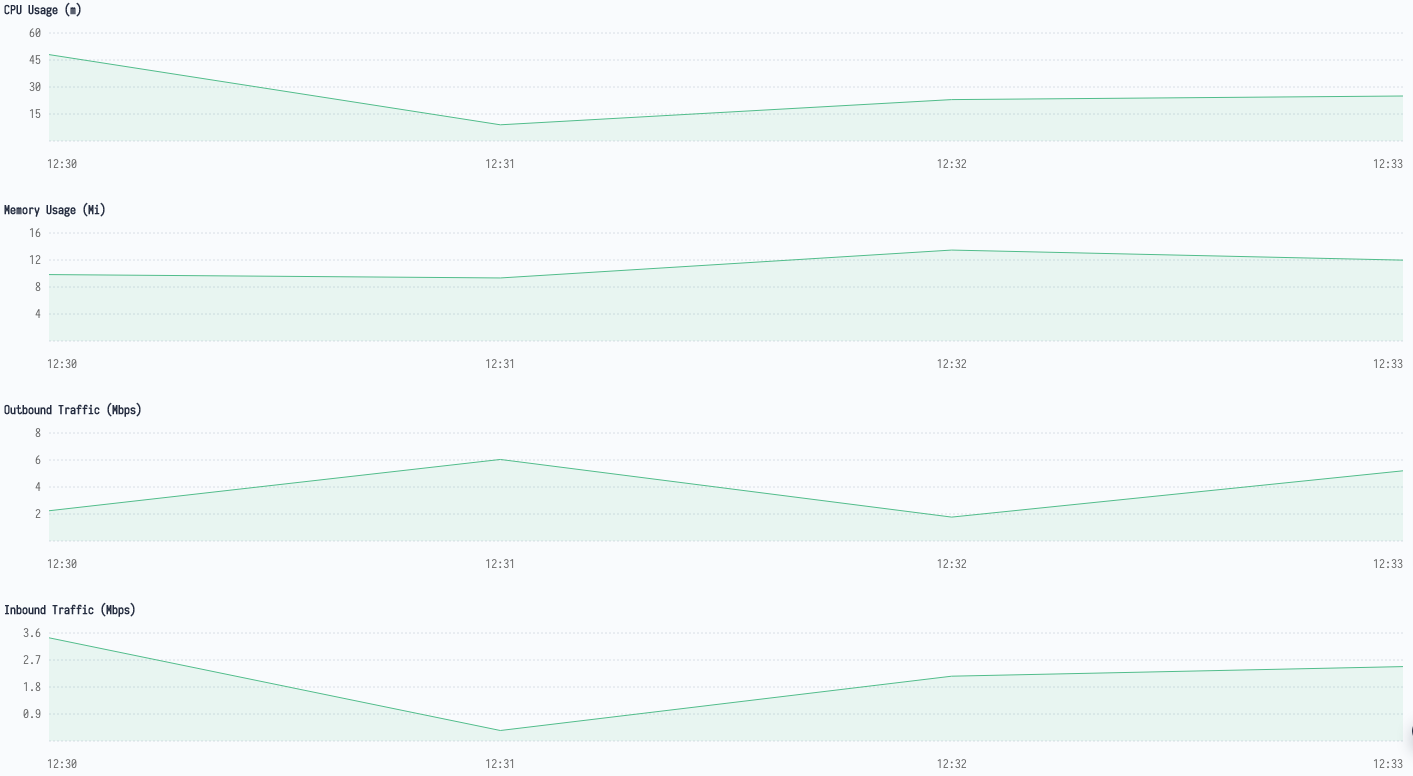 CPU Usage (m)
60
45
30
15
12:30 12:31 12:32 12:33
Memory Usage (Mi)
16
12
8
4
12:30 12:31 12:32 12:33
Outbound Traffic (Mbps)
8
6
4
2
12:30 12:31 12:32 12:33
Inbound Traffic (Mbps)
3.6
2.7
1.8
0.9
12:30 12:31 12:32 12:33